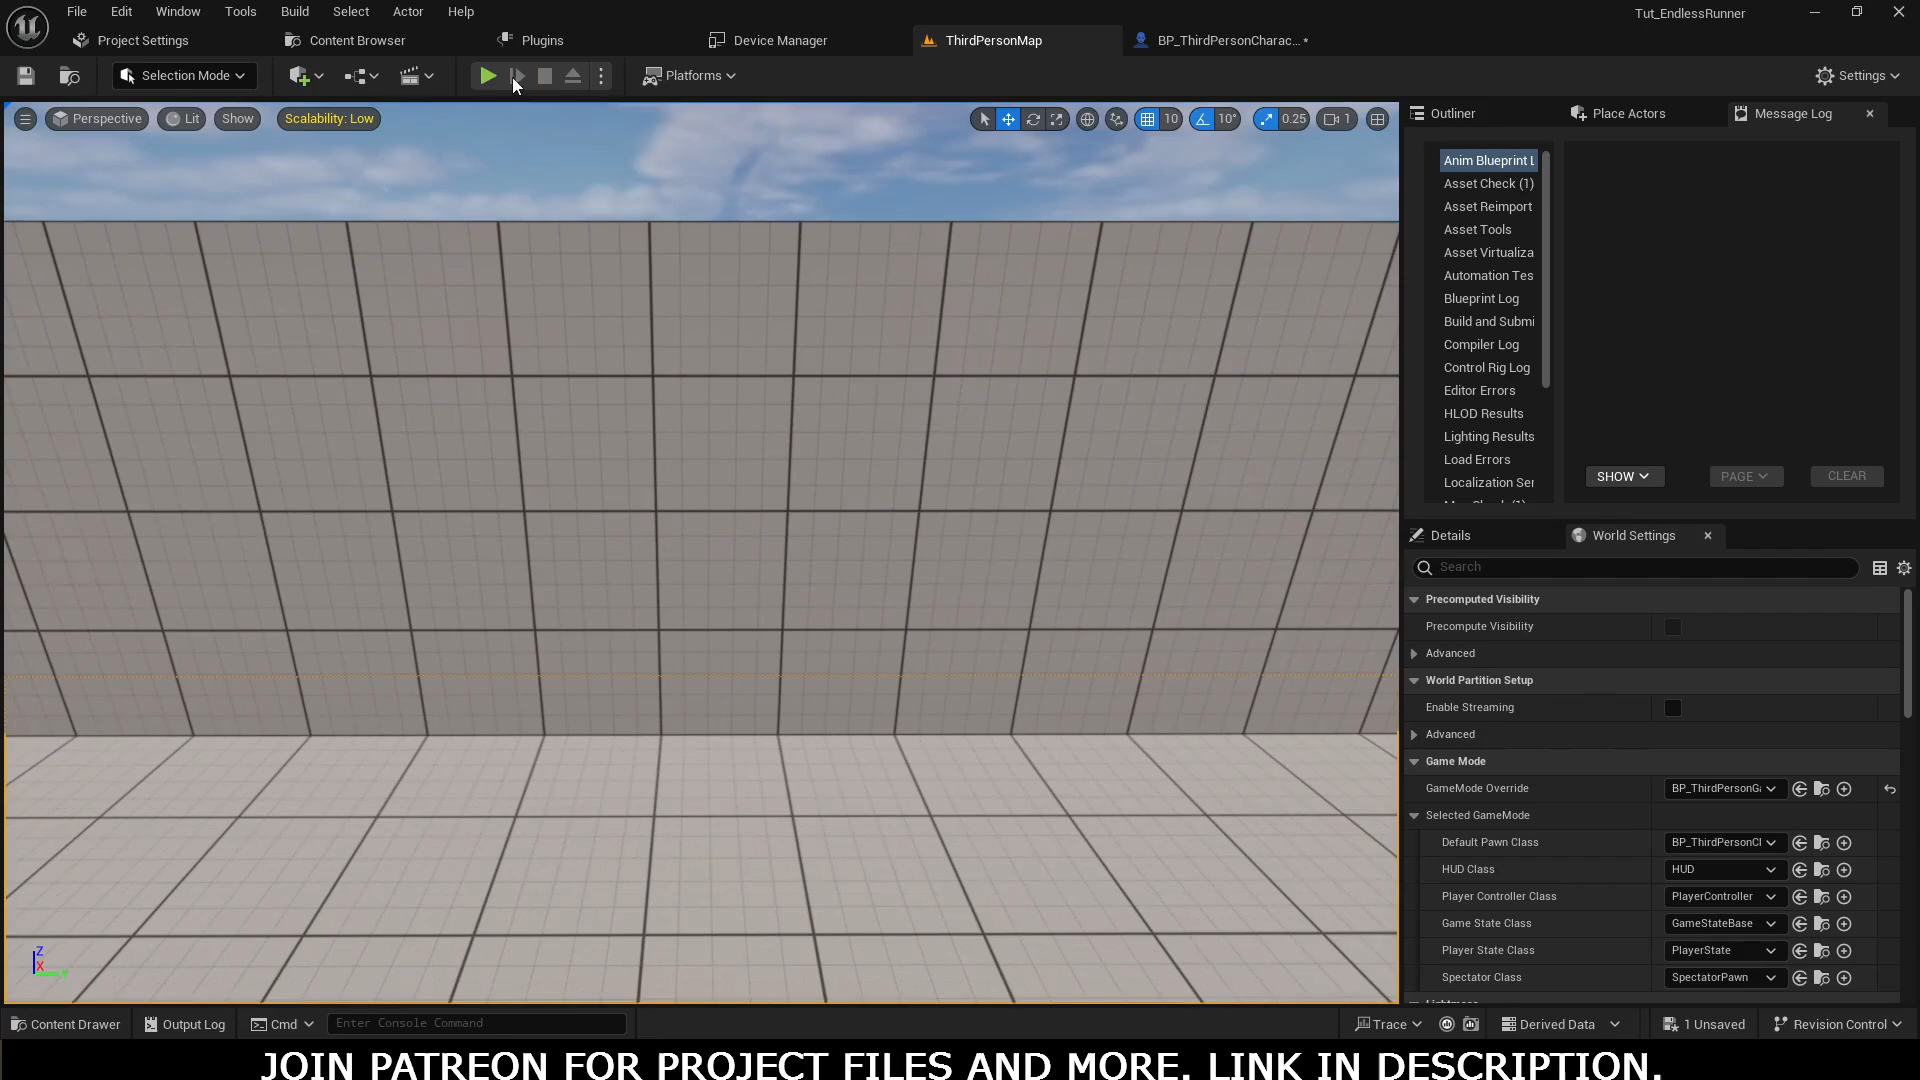 File Edit Window Tools Build Select Actor Help
Tut_EndlessRunner
Project Settings
Content Browser
Plugins
Device Manager
ThirdPersonMap
BP_ThirdPersonCharac... •
Selection Mode
Platforms
Settings
Perspective
Lit
Show
Scalability: Low
10
10°
0.25
1
Outliner
Place Actors
Message Log
Anim Blueprint L
Asset Check (1)
Asset Reimport
Asset Tools
Asset Virtualiza
Automation Tes
Blueprint Log
Build and Submi
Compiler Log
Control Rig Log
Editor Errors
HLOD Results
Lighting Results
Load Errors
Localization Ser
SHOW
PAGE
CLEAR
Details
World Settings
Search
Precomputed Visibility
Precompute Visibility
Advanced
World Partition Setup
Enable Streaming
Advanced
Game Mode
GameMode Override
BP_ThirdPersonGa
Selected GameMode
Default Pawn Class
BP_ThirdPersonCl
HUD Class
HUD
Player Controller Class
PlayerController
Game State Class
GameStateBase
Player State Class
PlayerState
Spectator Class
SpectatorPawn
Z
X
Y
Content Drawer
Output Log
Cmd
Enter Console Command
Trace
Derived Data
1 Unsaved
Revision Control
JOIN PATREON FOR PROJECT FILES AND MORE. LINK IN DESCRIPTION.